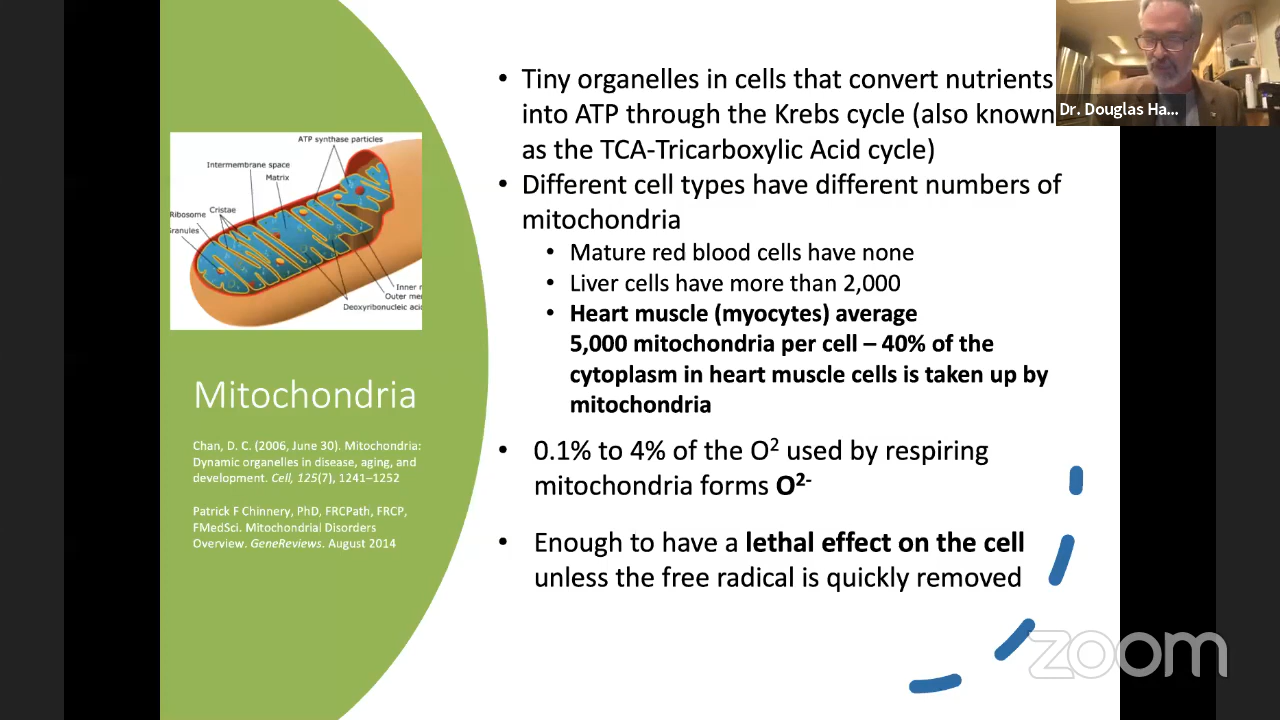 • Tiny organelles in cells that convert nutrients
into ATP through the Krebs cycle (also known
as the TCA-Tricarboxylic Acid cycle)
• Different cell types have different numbers of
mitochondria
• Mature red blood cells have none
• Liver cells have more than 2,000
• Heart muscle (myocytes) average
5,000 mitochondria per cell – 40% of the
cytoplasm in heart muscle cells is taken up by
mitochondria
• 0.1% to 4% of the O² used by respiring
mitochondria forms O²⁻
• Enough to have a lethal effect on the cell
unless the free radical is quickly removed
Dr. Douglas Ha...
ATP synthase particles
Intermembrane space
Matrix
Ribosome
Cristae
Granules
Inner
Outer
Deoxyribonucleic
Mitochondria
Chan, D. C. (2006, June 30). Mitochondria:
Dynamic organelles in disease, aging, and
development. Cell, 125(7), 1241–1252
Patrick F Chinnery, PhD, FRCPath, FRCP,
FMedSci. Mitochondrial Disorders
Overview. GeneReviews. August 2014
zoom